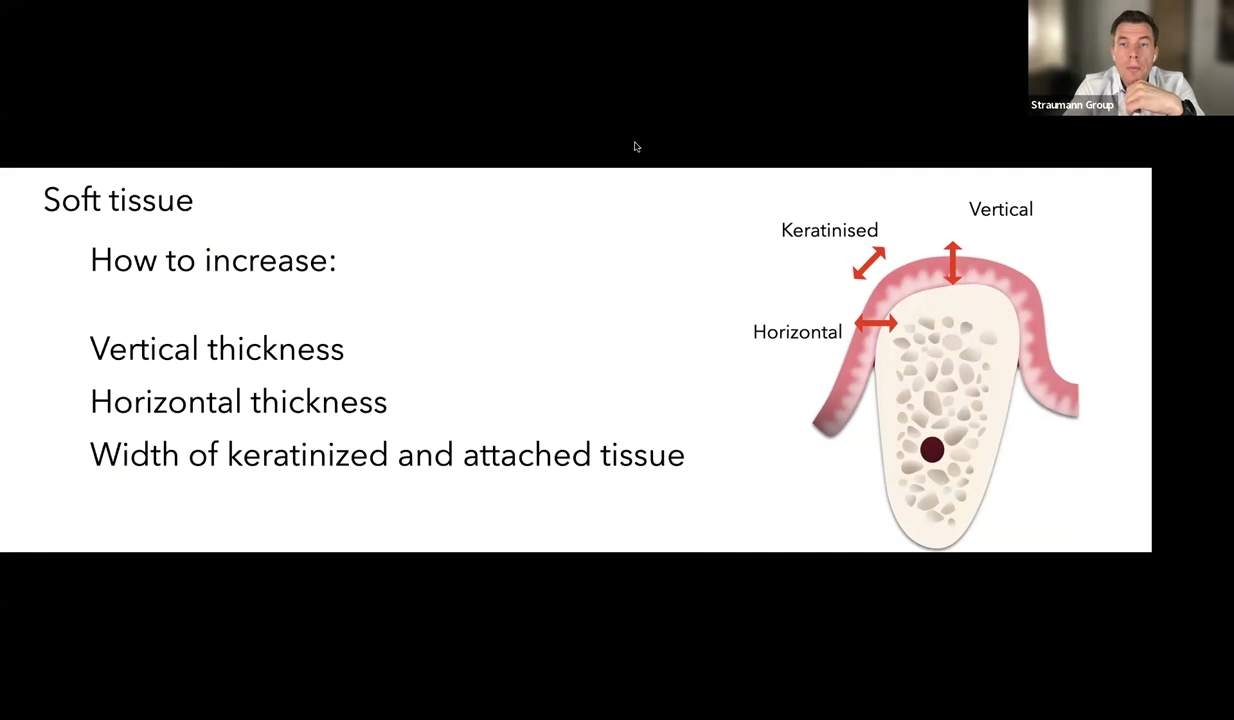 Straumann Group
Soft tissue
How to increase:
Vertical thickness
Horizontal thickness
Width of keratinized and attached tissue
Vertical
Keratinised
Horizontal